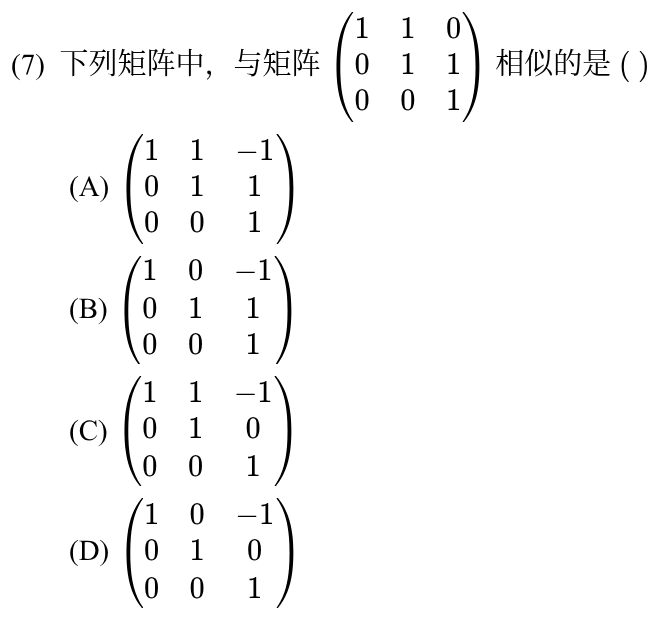 (7) 下列矩阵中，与矩阵 $\begin{pmatrix} 1 & 1 & 0 \\ 0 & 1 & 1 \\ 0 & 0 & 1 \end{pmatrix}$ 相似的是 ( )
(A) $\begin{pmatrix} 1 & 1 & -1 \\ 0 & 1 & 1 \\ 0 & 0 & 1 \end{pmatrix}$
(B) $\begin{pmatrix} 1 & 0 & -1 \\ 0 & 1 & 1 \\ 0 & 0 & 1 \end{pmatrix}$
(C) $\begin{pmatrix} 1 & 1 & -1 \\ 0 & 1 & 0 \\ 0 & 0 & 1 \end{pmatrix}$
(D) $\begin{pmatrix} 1 & 0 & -1 \\ 0 & 1 & 0 \\ 0 & 0 & 1 \end{pmatrix}$